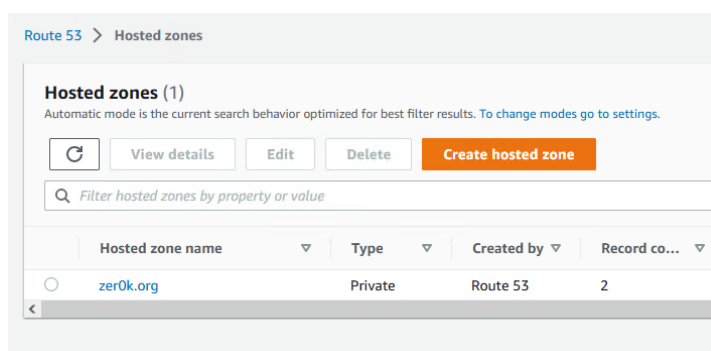 Route 53 > Hosted zones
Hosted zones (1)
Automatic mode is the current search behavior optimized for best filter results. To change modes go to settings.
View details Edit Delete Create hosted zone
Filter hosted zones by property or value
Hosted zone name Type Created by Record co...
zer0k.org Private Route 53 2